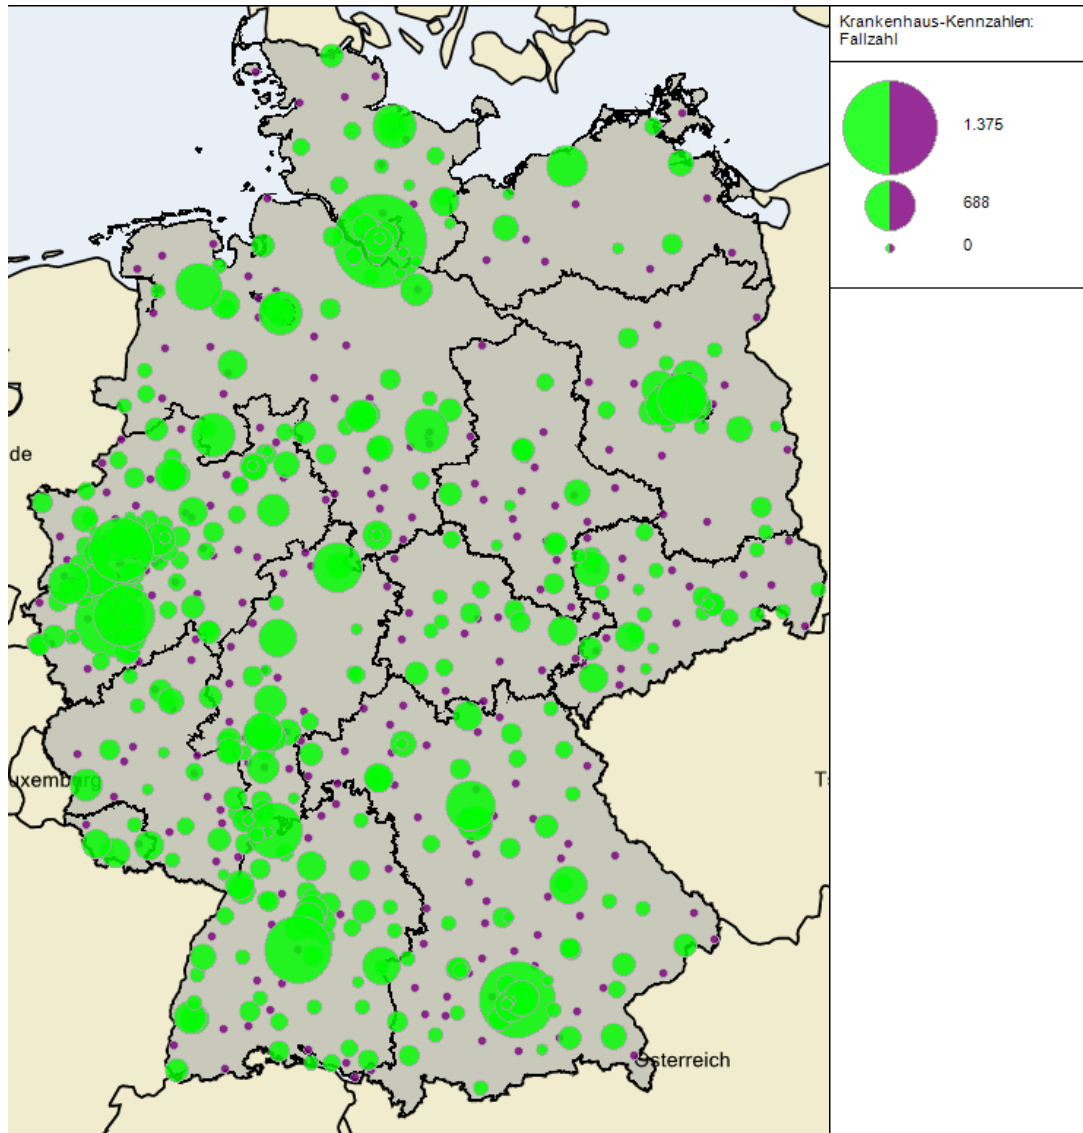 Krankenhaus-Kennzahlen:
Fallzahl
1.375
688
0
de
uxemburg
T
Österreich